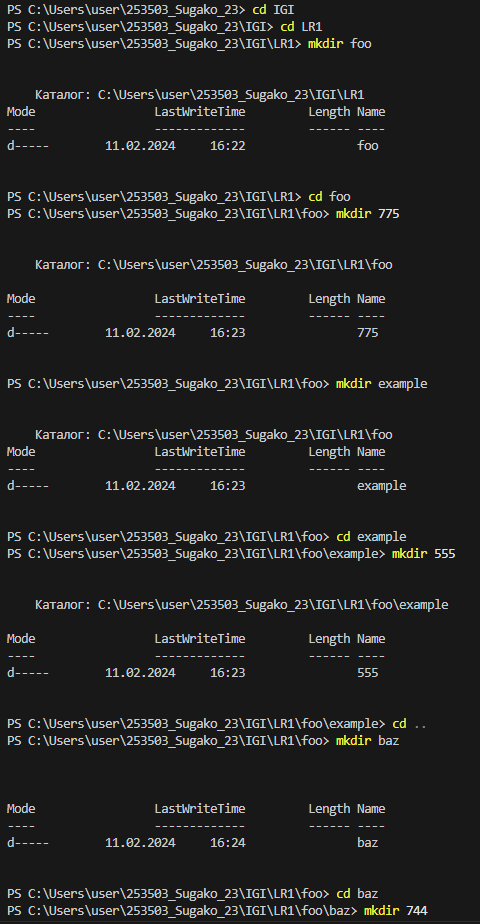 PS C:\Users\user\253503_Sugako_23> cd IGI
PS C:\Users\user\253503_Sugako_23\IGI> cd LR1
PS C:\Users\user\253503_Sugako_23\IGI\LR1> mkdir foo
Каталог: C:\Users\user\253503_Sugako_23\IGI\LR1
Mode LastWriteTime Length Name
---- ------------- ------ ----
d----- 11.02.2024 16:22 foo
PS C:\Users\user\253503_Sugako_23\IGI\LR1> cd foo
PS C:\Users\user\253503_Sugako_23\IGI\LR1\foo> mkdir 775
Каталог: C:\Users\user\253503_Sugako_23\IGI\LR1\foo
Mode LastWriteTime Length Name
---- ------------- ------ ----
d----- 11.02.2024 16:23 775
PS C:\Users\user\253503_Sugako_23\IGI\LR1\foo> mkdir example
Каталог: C:\Users\user\253503_Sugako_23\IGI\LR1\foo
Mode LastWriteTime Length Name
---- ------------- ------ ----
d----- 11.02.2024 16:23 example
PS C:\Users\user\253503_Sugako_23\IGI\LR1\foo> cd example
PS C:\Users\user\253503_Sugako_23\IGI\LR1\foo\example> mkdir 555
Каталог: C:\Users\user\253503_Sugako_23\IGI\LR1\foo\example
Mode LastWriteTime Length Name
---- ------------- ------ ----
d----- 11.02.2024 16:23 555
PS C:\Users\user\253503_Sugako_23\IGI\LR1\foo\example> cd ..
PS C:\Users\user\253503_Sugako_23\IGI\LR1\foo> mkdir baz
Mode LastWriteTime Length Name
---- ------------- ------ ----
d----- 11.02.2024 16:24 baz
PS C:\Users\user\253503_Sugako_23\IGI\LR1\foo> cd baz
PS C:\Users\user\253503_Sugako_23\IGI\LR1\foo\baz> mkdir 744